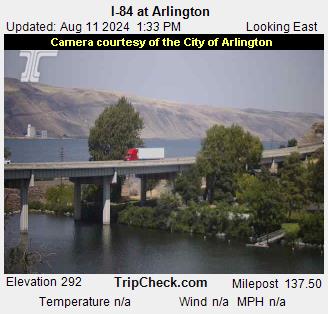 I-84 at Arlington
Updated: Aug 11 2024 1:33 PM Looking East
Camera courtesy of the City of Arlington
Elevation 292 TripCheck.com Milepost 137.50
Temperature n/a Wind n/a MPH n/a